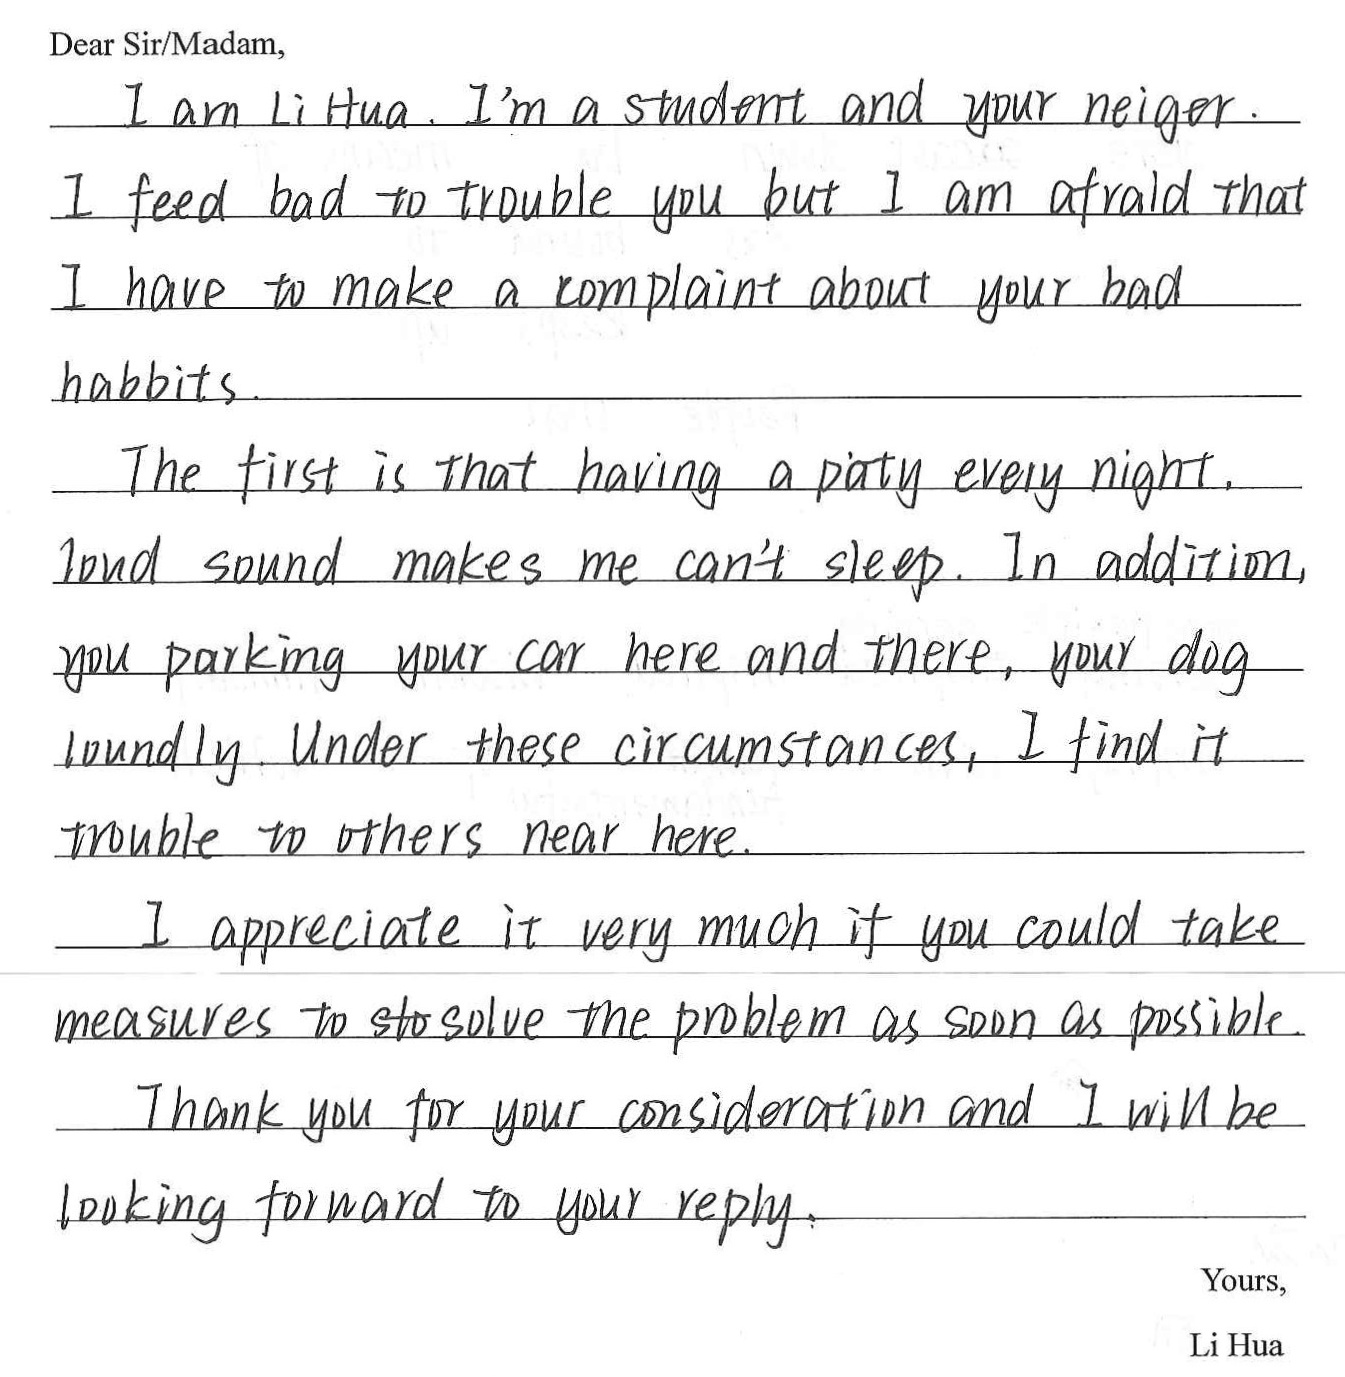 Dear Sir/Madam,
I am Li Hua. I'm a student and your neiger.
I feed bad to trouble you but I am afrald that
I have to make a complaint about your bad
habbits.
The first is that having a paty every night.
loud sound makes me can't sleep. In addition,
you parking your car here and there, your dog
loundly. Under these circumstances, I find it
trouble to others near here.
I appreciate it very much if you could take
measures to sto solve the problem as soon as possible.
Thank you for your consideration and I will be
looking forward to your reply.
Yours,
Li Hua